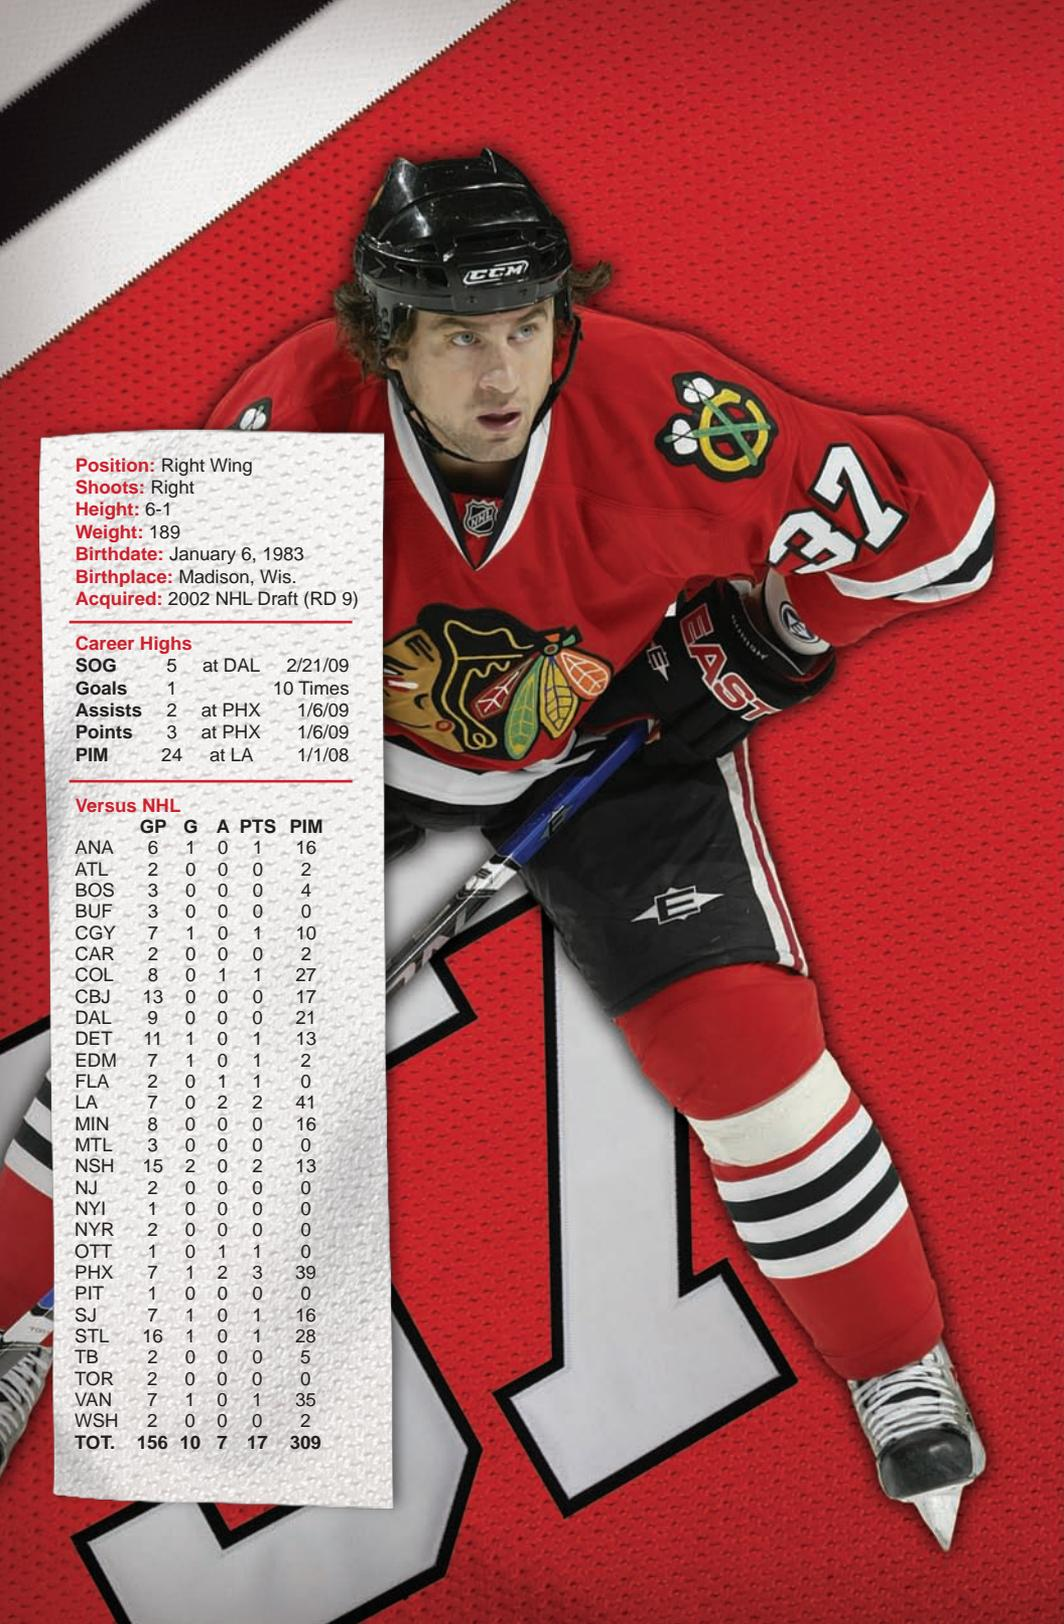 CCM
NHL
37
EAST
E
E
Position: Right Wing
Shoots: Right
Height: 6-1
Weight: 189
Birthdate: January 6, 1983
Birthplace: Madison, Wis.
Acquired: 2002 NHL Draft (RD 9)
Career Highs
SOG 5 at DAL 2/21/09
Goals 1 10 Times
Assists 2 at PHX 1/6/09
Points 3 at PHX 1/6/09
PIM 24 at LA 1/1/08
Versus NHL
GP G A PTS PIM
ANA 6 1 0 1 16
ATL 2 0 0 0 2
BOS 3 0 0 0 4
BUF 3 0 0 0 0
CGY 7 1 0 1 10
CAR 2 0 0 0 2
COL 8 0 1 1 27
CBJ 13 0 0 0 17
DAL 9 0 0 0 21
DET 11 1 0 1 13
EDM 7 1 0 1 2
FLA 2 0 1 1 0
LA 7 0 2 2 41
MIN 8 0 0 0 16
MTL 3 0 0 0 0
NSH 15 2 0 2 13
NJ 2 0 0 0 0
NYI 1 0 0 0 0
NYR 2 0 0 0 0
OTT 1 0 1 1 0
PHX 7 1 2 3 39
PIT 1 0 0 0 0
SJ 7 1 0 1 16
STL 16 1 0 1 28
TB 2 0 0 0 5
TOR 2 0 0 0 0
VAN 7 1 0 1 35
WSH 2 0 0 0 2
TOT. 156 10 7 17 309